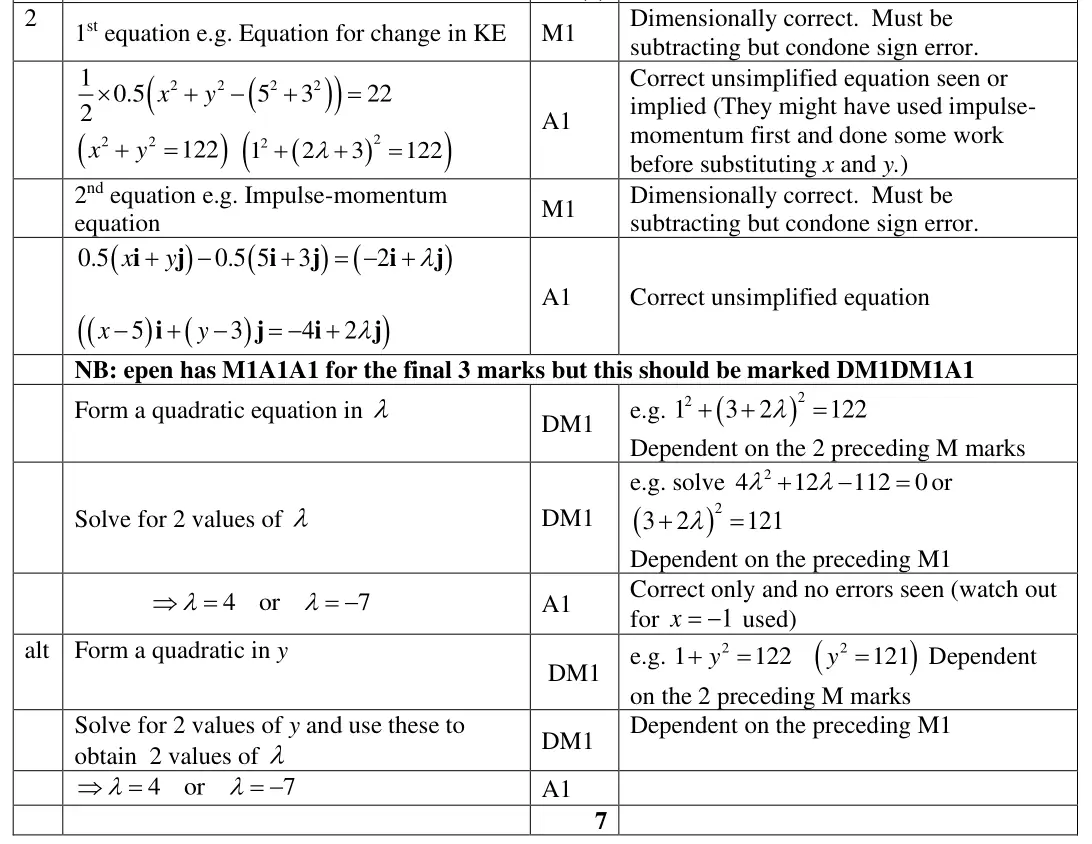 2
1st equation e.g. Equation for change in KE
M1
Dimensionally correct. Must be
subtracting but condone sign error.
1/2 ×0.5(x² + y² −(5² + 3²)) = 22
(x² + y² = 122) (1² + (2λ + 3)² = 122)
A1
Correct unsimplified equation seen or
implied (They might have used impulse-
momentum first and done some work
before substituting x and y.)
2nd equation e.g. Impulse-momentum
equation
M1
Dimensionally correct. Must be
subtracting but condone sign error.
0.5(xi + yj) − 0.5(5i + 3j) = (−2i + λj)
((x − 5)i + (y − 3)j = −4i + 2λj)
A1
Correct unsimplified equation
NB: epen has M1A1A1 for the final 3 marks but this should be marked DM1DM1A1
Form a quadratic equation in λ
DM1
e.g. 1² + (3 + 2λ)² = 122
Dependent on the 2 preceding M marks
Solve for 2 values of λ
DM1
e.g. solve 4λ² + 12λ − 112 = 0 or
(3 + 2λ)² = 121
Dependent on the preceding M1
⇒ λ = 4 or λ = −7
A1
Correct only and no errors seen (watch out
for x = −1 used)
alt
Form a quadratic in y
DM1
e.g. 1 + y² = 122 (y² = 121) Dependent
on the 2 preceding M marks
Solve for 2 values of y and use these to
obtain 2 values of λ
DM1
Dependent on the preceding M1
⇒ λ = 4 or λ = −7
A1
7